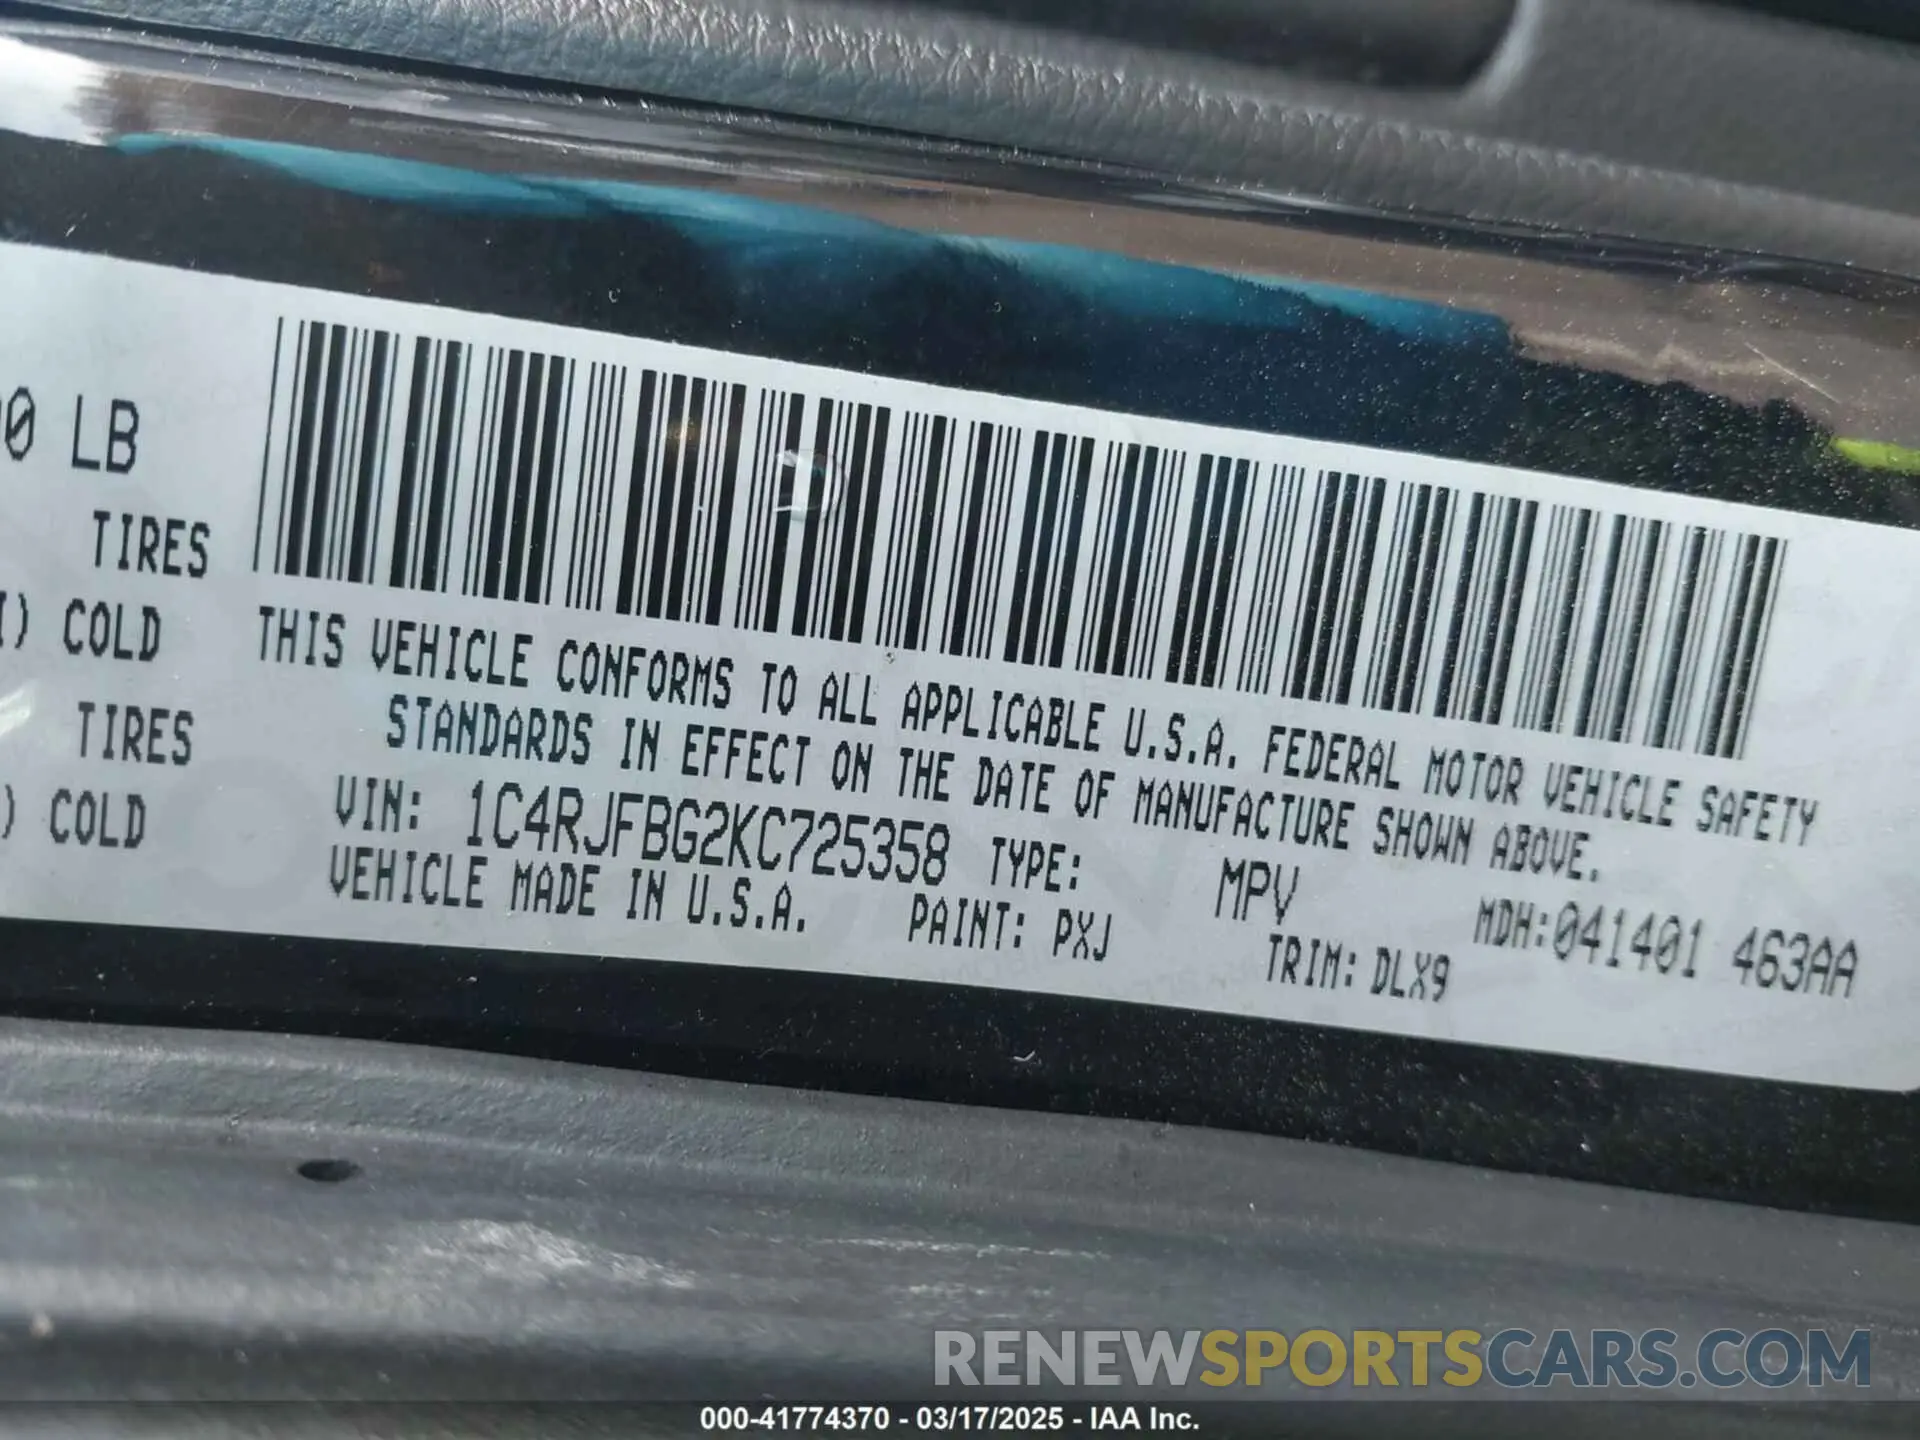 0 LB
TIRES
) COLD
TIRES
) COLD
THIS VEHICLE CONFORMS TO ALL APPLICABLE U.S.A. FEDERAL MOTOR VEHICLE SAFETY
STANDARDS IN EFFECT ON THE DATE OF MANUFACTURE SHOWN ABOVE.
VIN: 1C4RJFBG2KC725358 TYPE: MPV MDH:041401 463AA
VEHICLE MADE IN U.S.A. PAINT: PXJ TRIM: DLX9
RENEWSPORTSCARS.COM
000-41774370 - 03/17/2025 - IAA Inc.